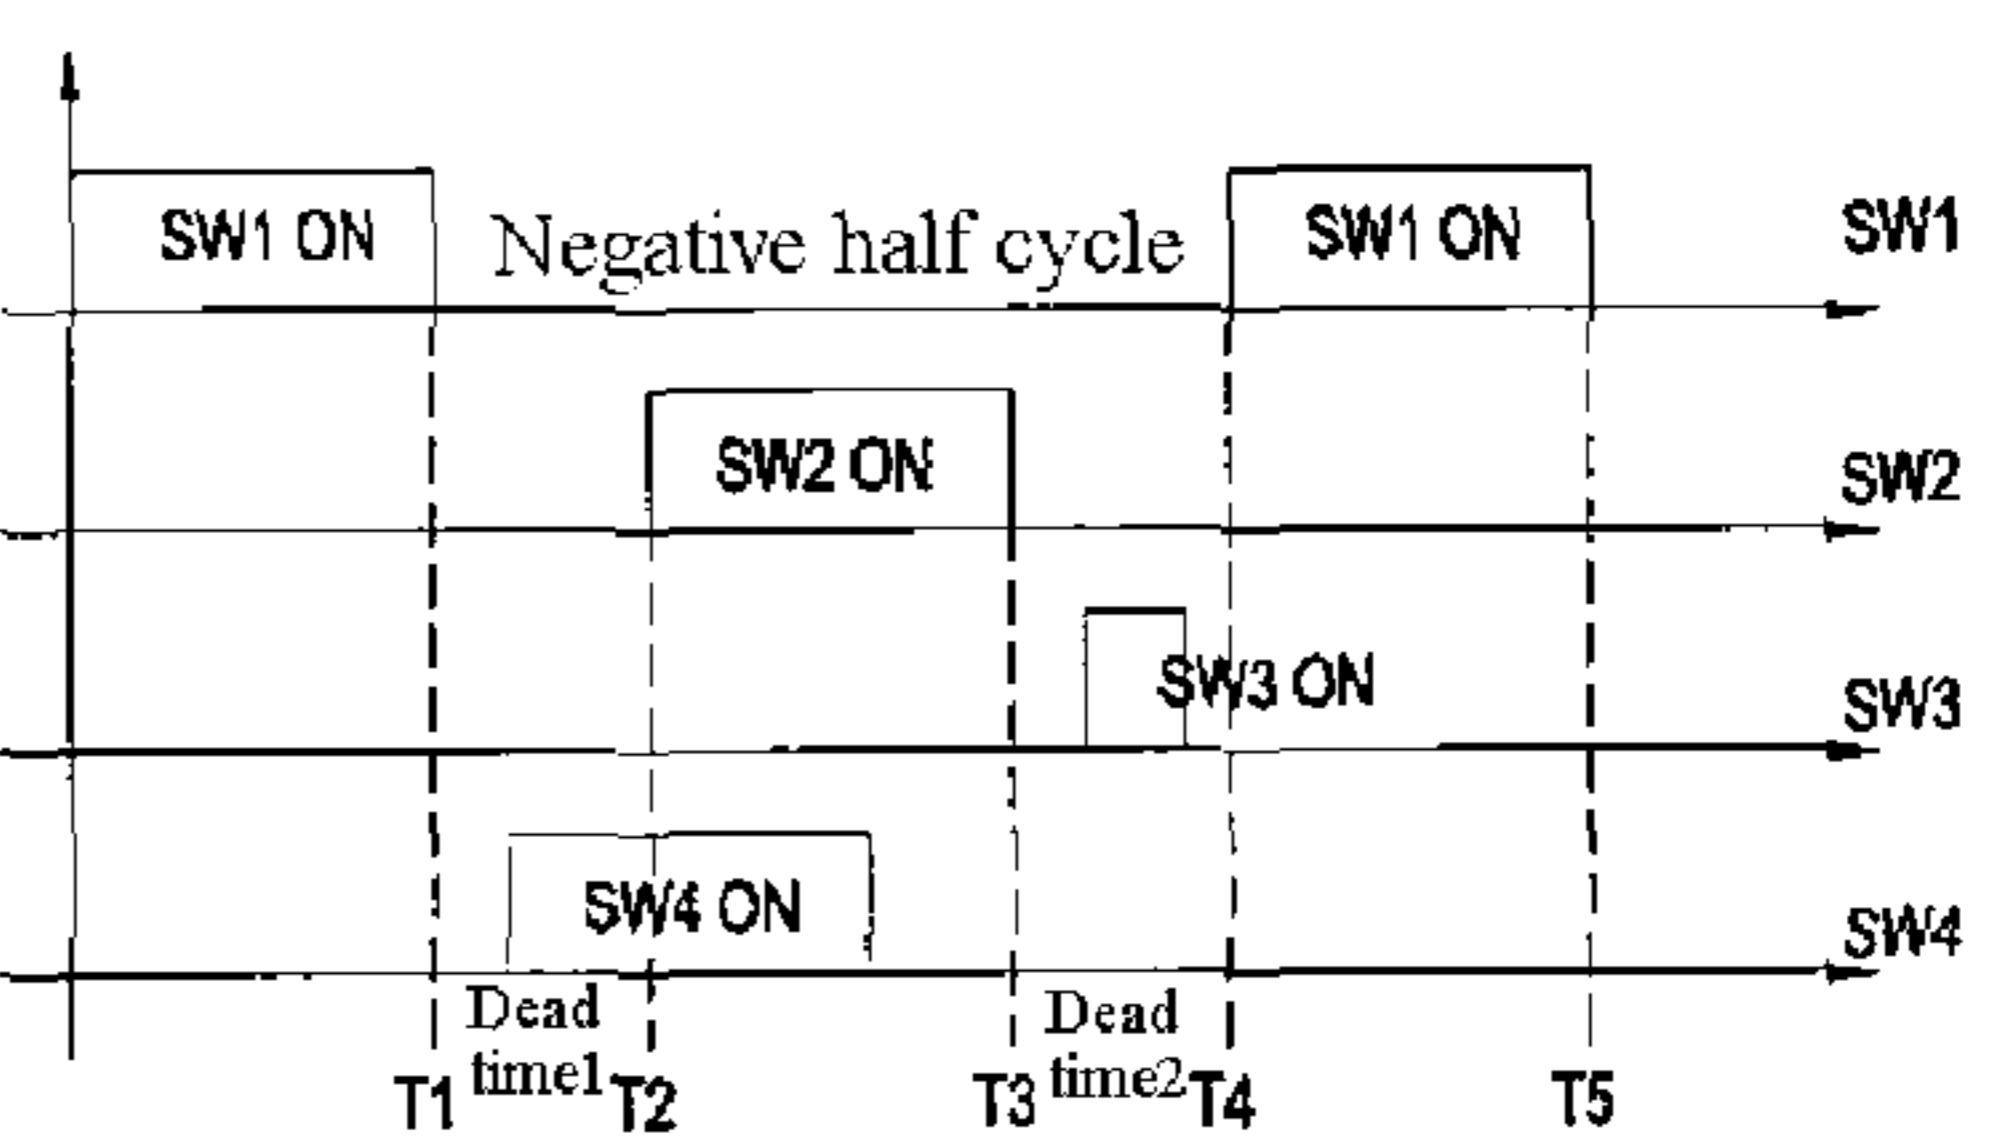 SW1 ON
Negative half cycle
SW1 ON
SW1
SW2 ON
SW2
SW3 ON
SW3
SW4 ON
SW4
Dead
time1
Dead
time2
T1
T2
T3
T4
T5